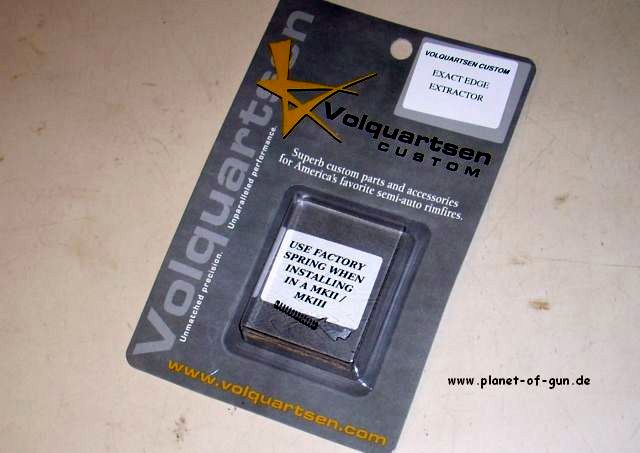 VOLQUARTSEN CUSTOM
EXACT EDGE
EXTRACTOR
Volquartsen
CUSTOM
Superb custom parts and accessories
for America's favorite semi-auto rimfires.
Volquartsen
Unmatched precision. Unparalleled performance.
USE FACTORY
SPRING WHEN
INSTALLING
IN A MKII /
MKIII
www.volquartsen.com
www.planet-of-gun.de